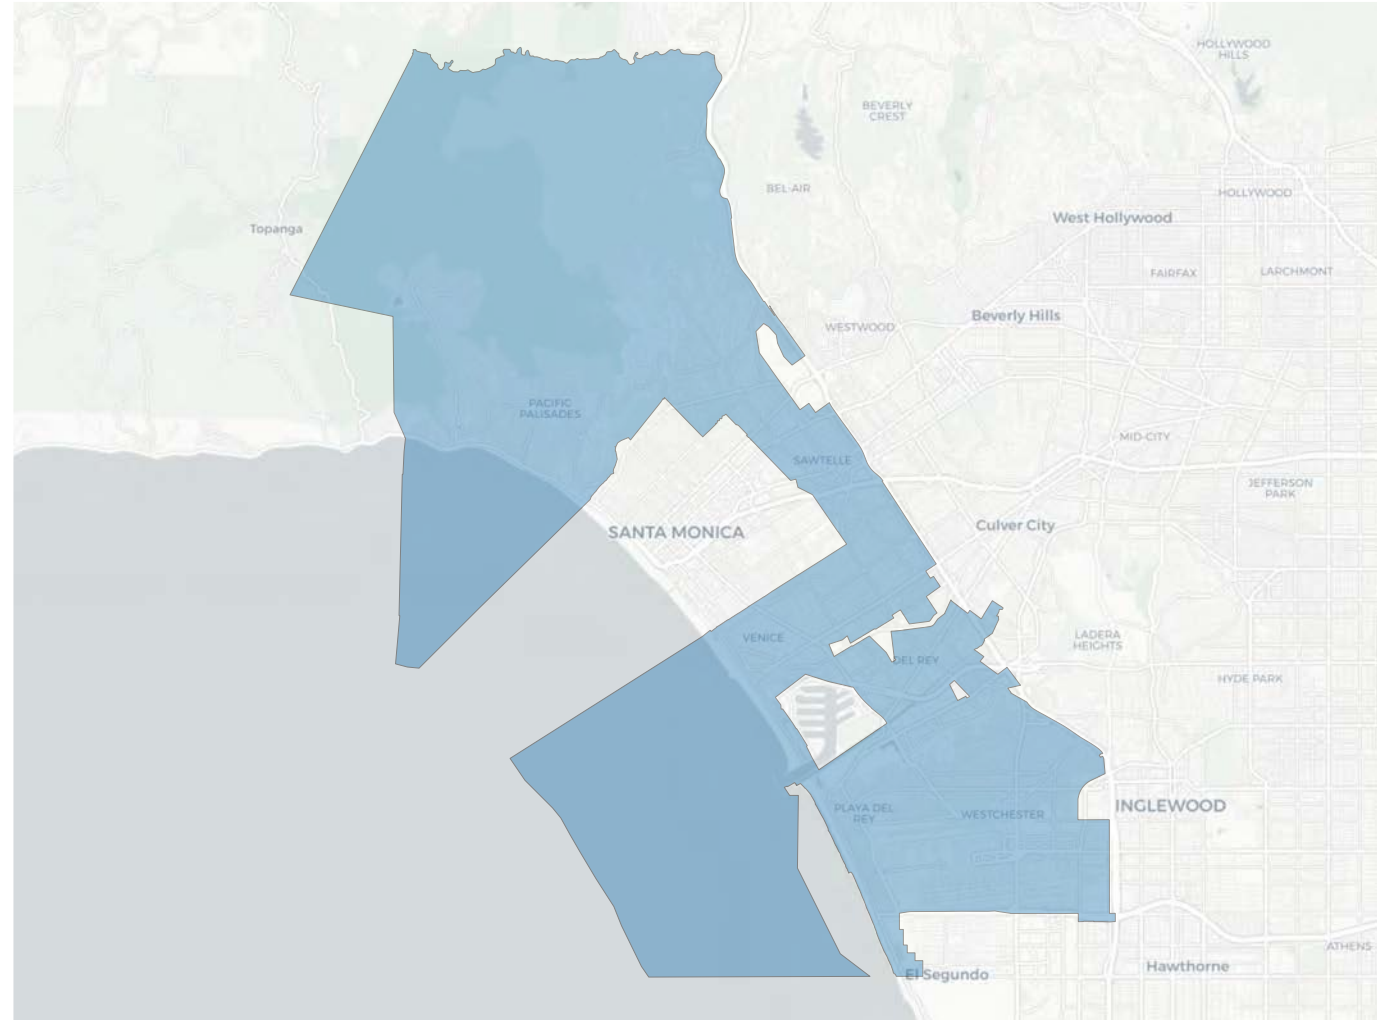 HOLLYWOOD
HILLS
BEVERLY
CREST
BEL-AIR
HOLLYWOOD
West Hollywood
Topanga
FAIRFAX
LARCHMONT
Beverly Hills
WESTWOOD
PACIFIC
PALISADES
MID-CITY
SAWTELLE
JEFFERSON
PARK
Culver City
SANTA MONICA
VENICE
LADERA
HEIGHTS
DEL REY
HYDE PARK
INGLEWOOD
PLAYA DEL
REY
WESTCHESTER
ATHENS
Hawthorne
El Segundo